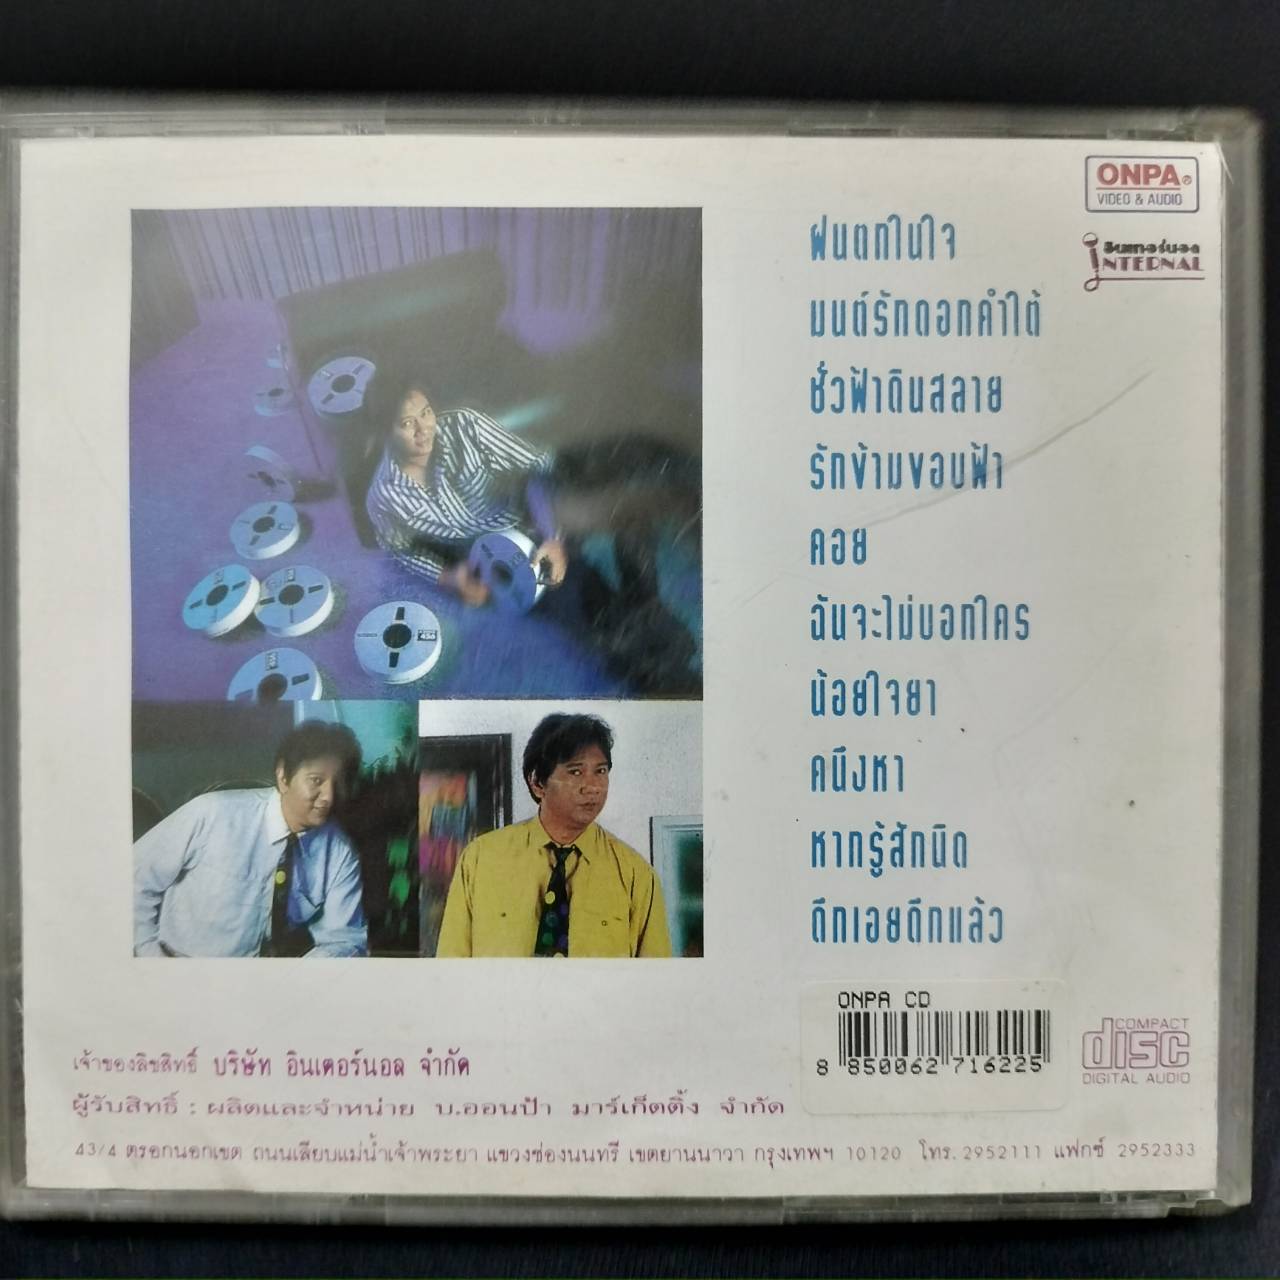 ONPA®
VIDEO & AUDIO
อินเทอร์นอล
INTERNAL
ฝนตกในใจ
มนต์รักดอกคำใต้
ชั่วฟ้าดินสลาย
รักข้ามขอบฟ้า
คอย
ฉันจะไม่บอกใคร
น้อยใจยา
คนึงหา
หากรู้สักนิด
ดึกเอยดึกแล้ว
456
ONPA CD
8 850062 716225
COMPACT
disc
DIGITAL AUDIO
เจ้าของลิขสิทธิ์ บริษัท อินเตอร์นอล จำกัด
ผู้รับสิทธิ์ : ผลิตและจำหน่าย บ.ออนป้า มาร์เก็ตติ้ง จำกัด
43/4 ตรอกนอกเขต ถนนเลียบแม่น้ำเจ้าพระยา แขวงช่องนนทรี เขตยานนาวา กรุงเทพฯ 10120 โทร. 2952111 แฟกซ์ 2952333